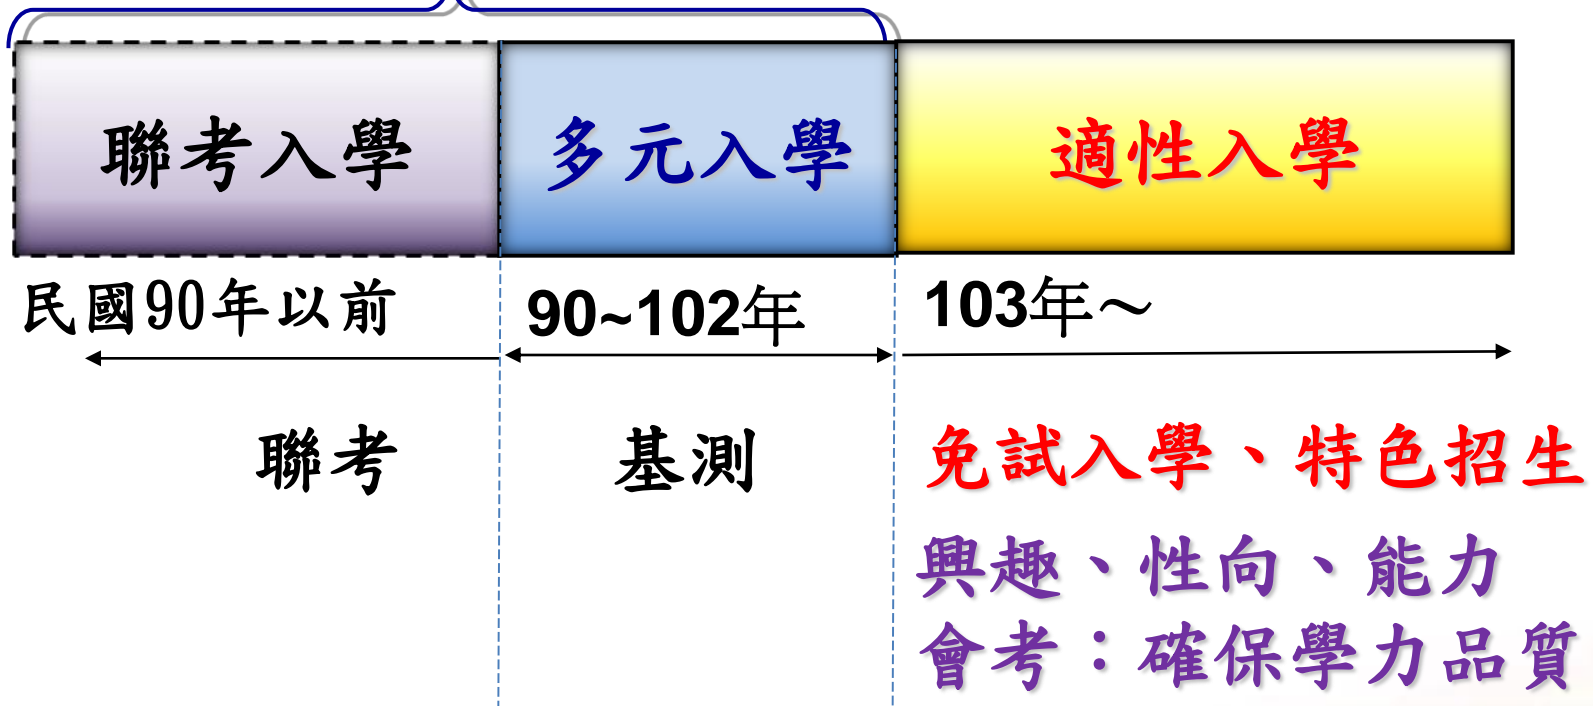 聯考入學
多元入學
適性入學
民國90年以前
90~102年
103年～
聯考
基測
免試入學、特色招生
興趣、性向、能力
會考：確保學力品質